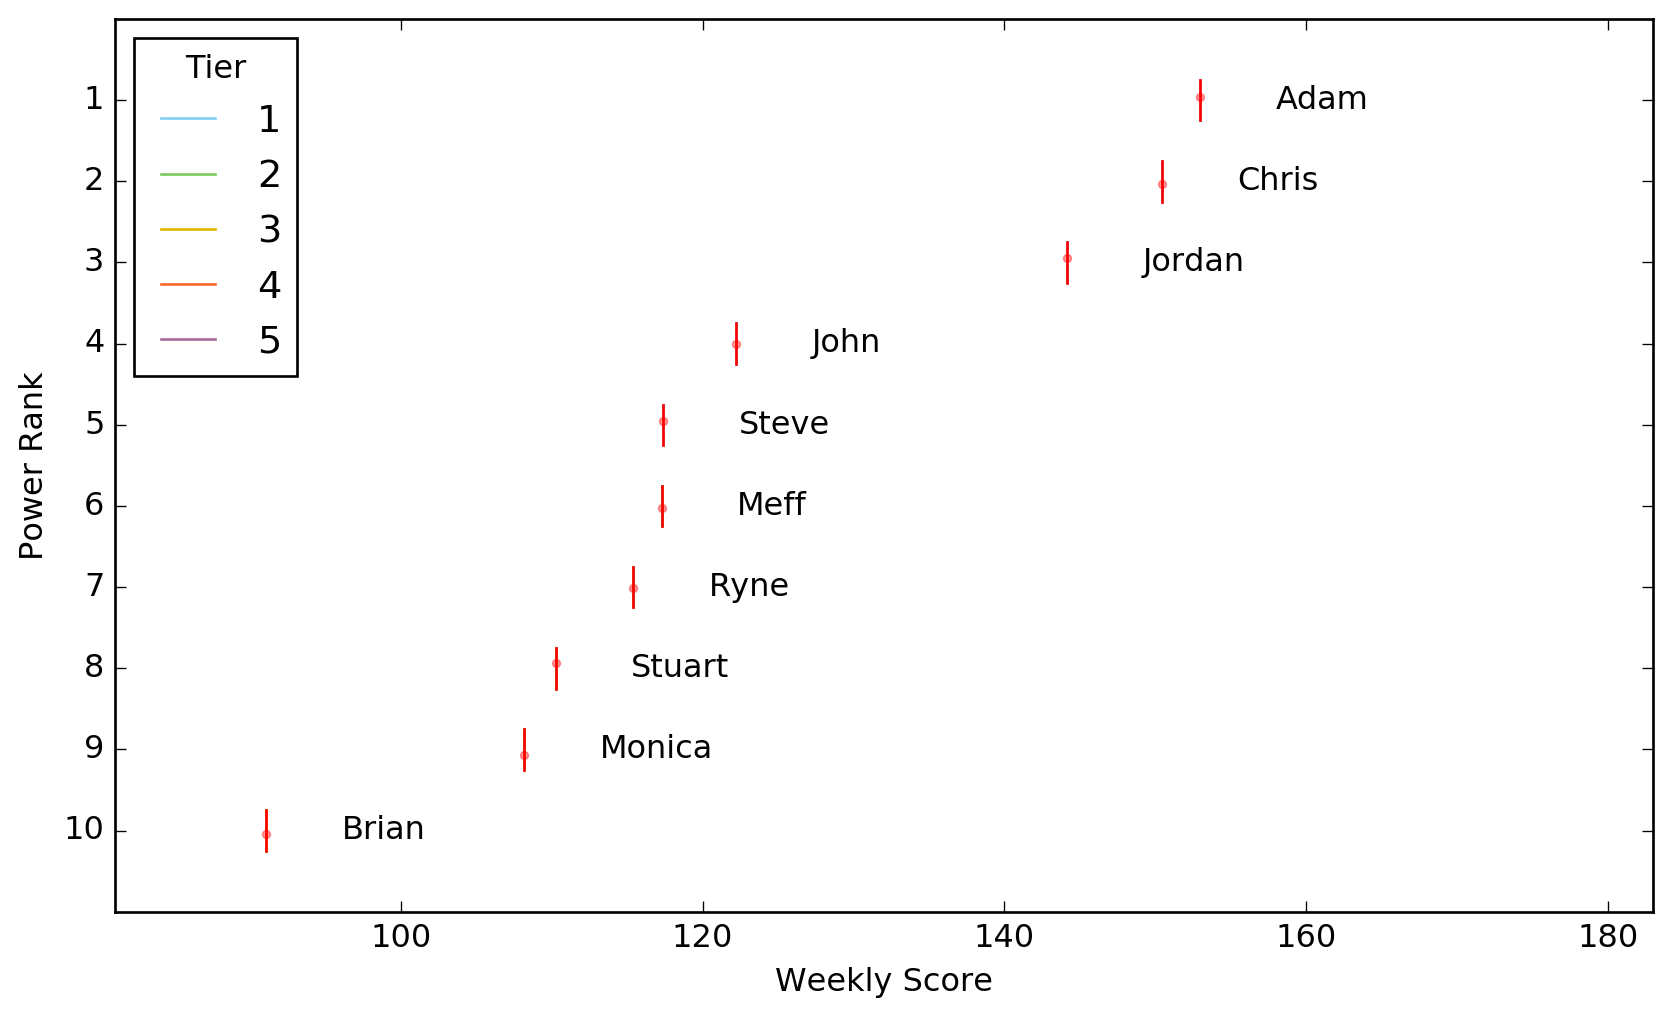 Tier
1
2
3
4
5
Power Rank
1
2
3
4
5
6
7
8
9
10
Adam
Chris
Jordan
John
Steve
Meff
Ryne
Stuart
Monica
Brian
100 120 140 160 180
Weekly Score